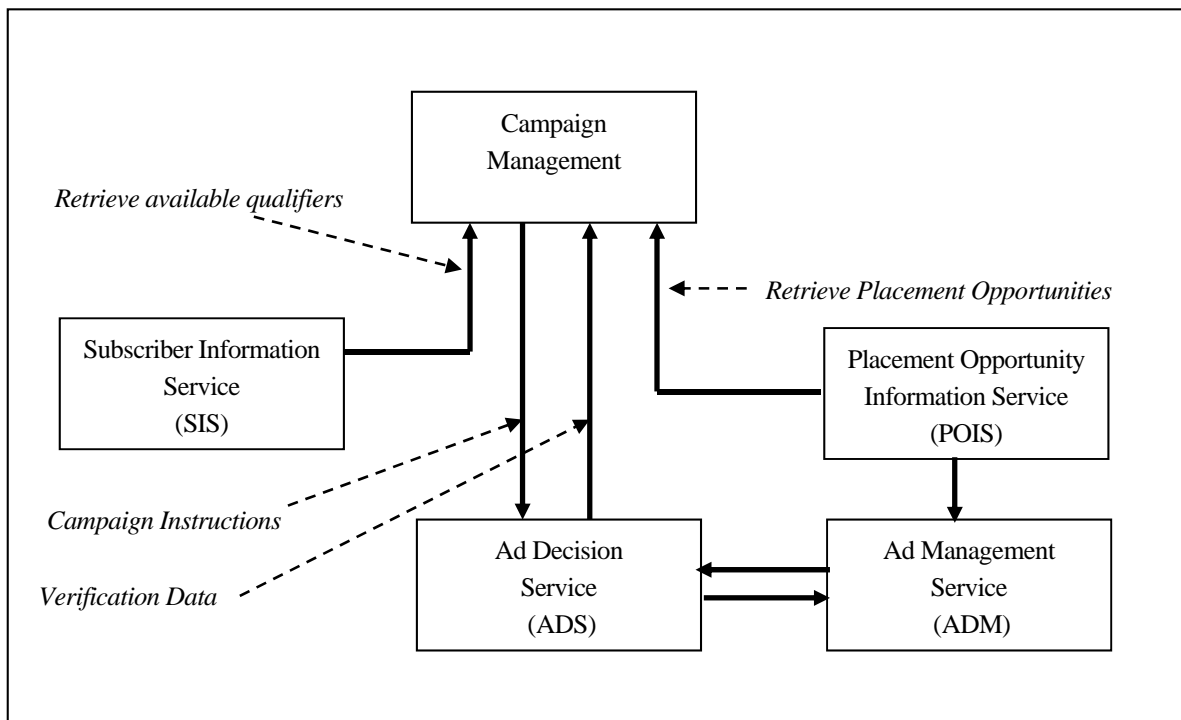 Campaign
Management
Retrieve available qualifiers
Retrieve Placement Opportunities
Subscriber Information
Service
(SIS)
Placement Opportunity
Information Service
(POIS)
Campaign Instructions
Verification Data
Ad Decision
Service
(ADS)
Ad Management
Service
(ADM)